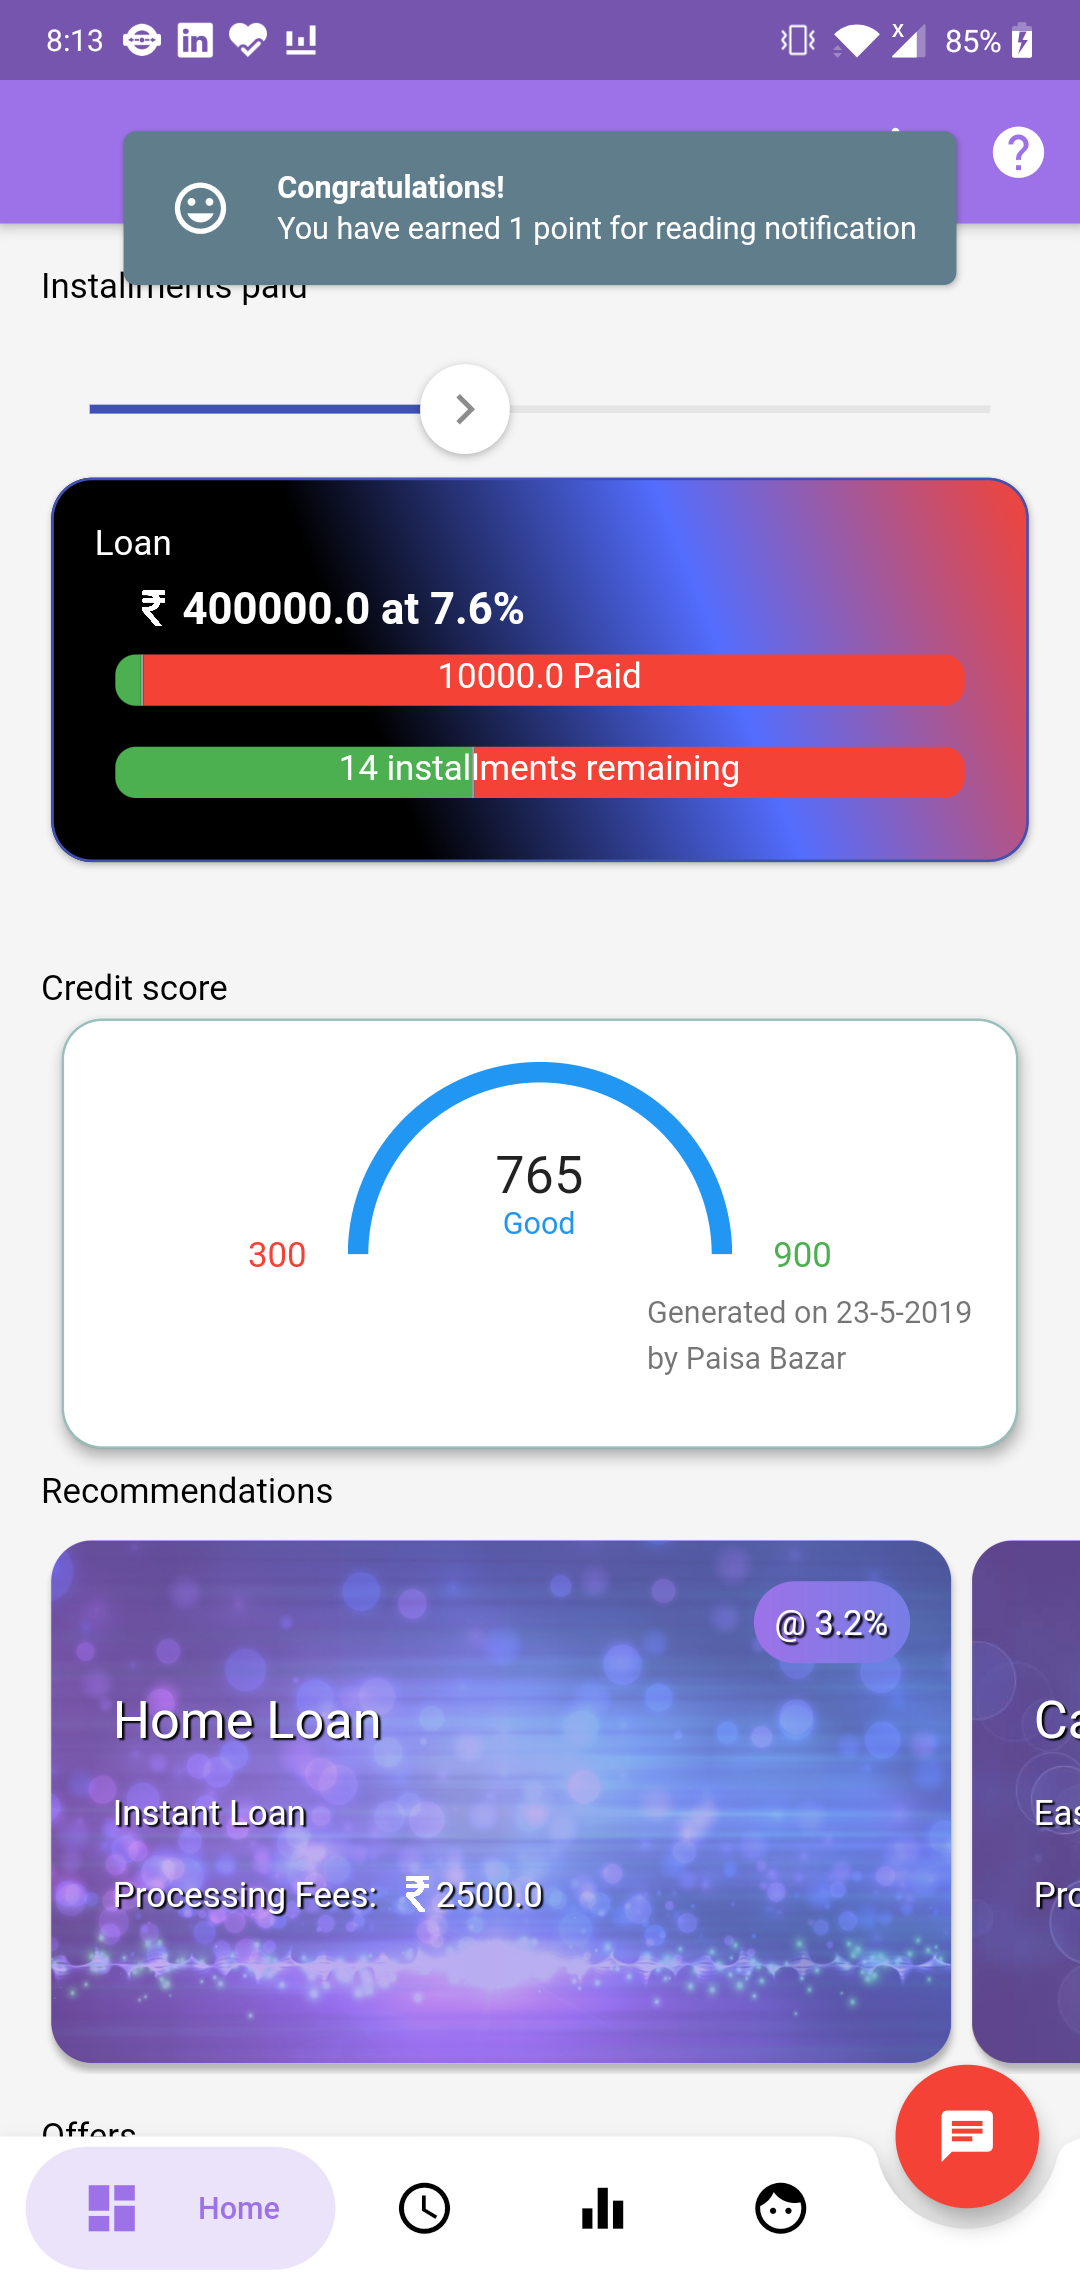 8:13
85%
Congratulations!
You have earned 1 point for reading notification
Installments paid
Loan
₹ 400000.0 at 7.6%
10000.0 Paid
14 installments remaining
Credit score
765
Good
300
900
Generated on 23-5-2019
by Paisa Bazar
Recommendations
@ 3.2%
Home Loan
Ca
Instant Loan
Eas
Processing Fees: ₹ 2500.0
Pro
Offers
Home